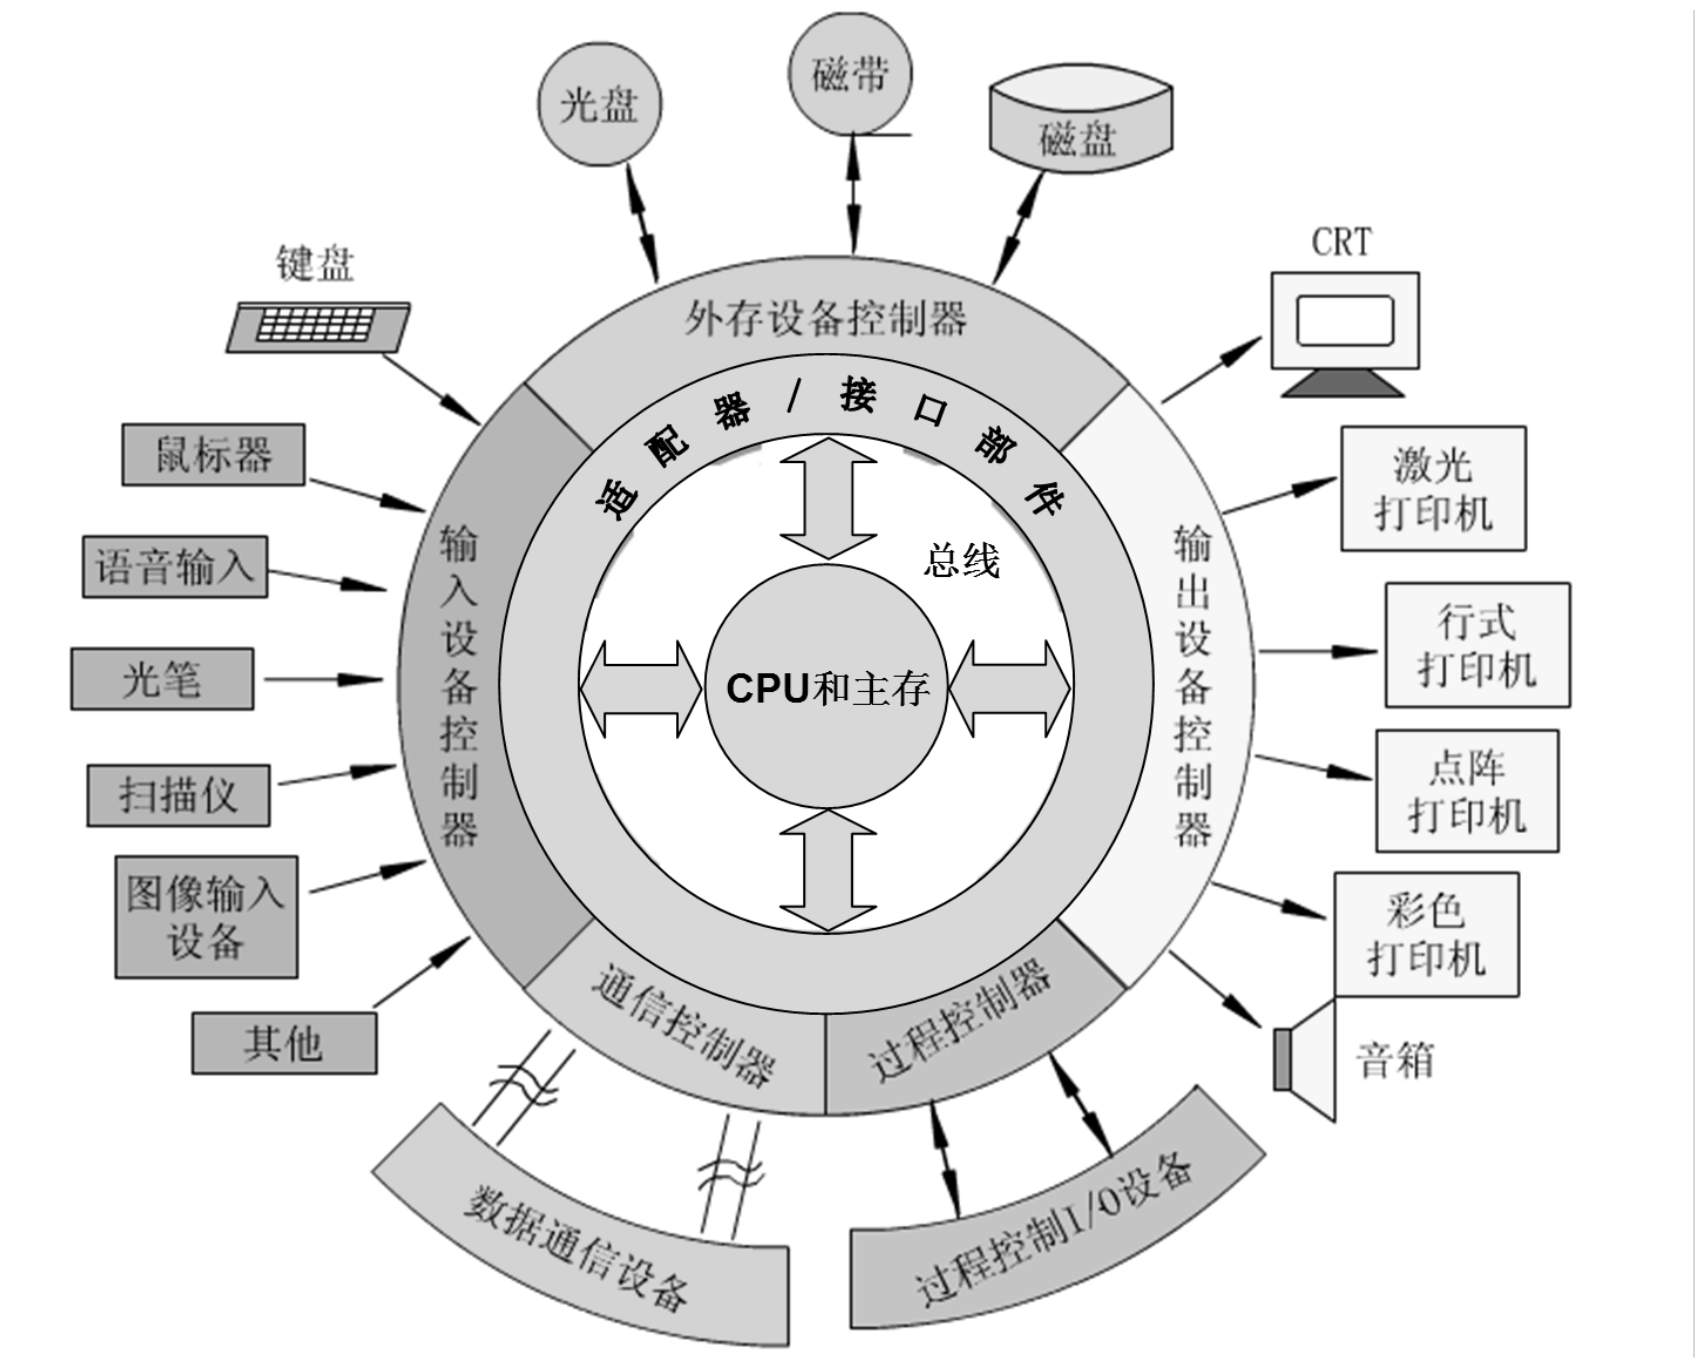 光盘
磁带
磁盘
键盘
CRT
外存设备控制器
适配器/接口部件
鼠标器
语音输入
光笔
扫描仪
图像输入
设备
其他
输入设备控制器
总线
CPU和主存
输出设备控制器
激光
打印机
行式
打印机
点阵
打印机
彩色
打印机
音箱
通信控制器
过程控制器
数据通信设备
过程控制I/O设备